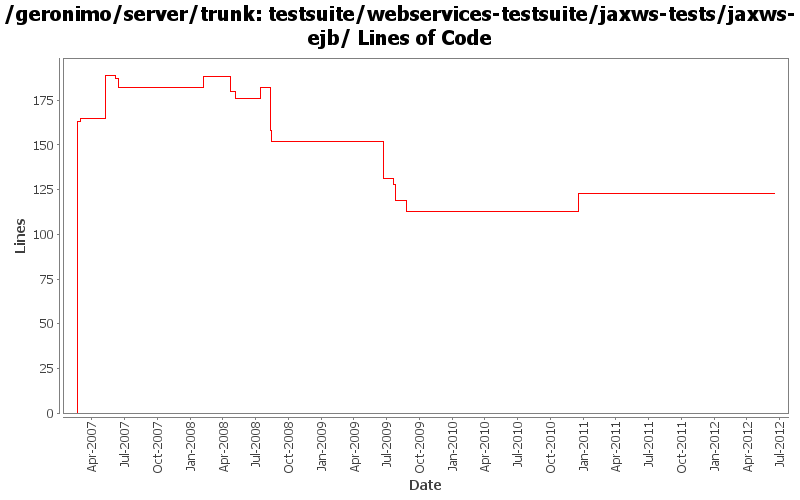 /geronimo/server/trunk: testsuite/webservices-testsuite/jaxws-tests/jaxws-
ejb/ Lines of Code
Lines
175
150
125
100
75
50
25
0
Apr-2007
Jul-2007
Oct-2007
Jan-2008
Apr-2008
Jul-2008
Oct-2008
Jan-2009
Apr-2009
Jul-2009
Oct-2009
Jan-2010
Apr-2010
Jul-2010
Oct-2010
Jan-2011
Apr-2011
Jul-2011
Oct-2011
Jan-2012
Apr-2012
Jul-2012
Date